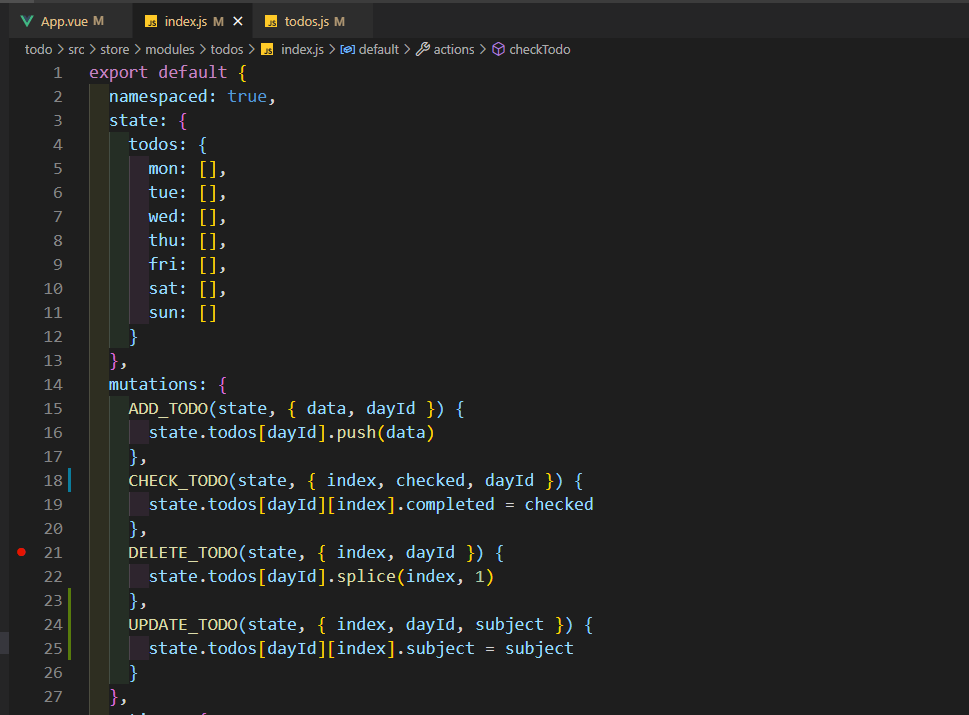 App.vue M
JS index.js M ×
JS todos.js M
todo > src > store > modules > todos > JS index.js > default > actions > checkTodo
1 export default {
2 namespaced: true,
3 state: {
4 todos: {
5 mon: [],
6 tue: [],
7 wed: [],
8 thu: [],
9 fri: [],
10 sat: [],
11 sun: []
12 }
13 },
14 mutations: {
15 ADD_TODO(state, { data, dayId }) {
16 state.todos[dayId].push(data)
17 },
18 CHECK_TODO(state, { index, checked, dayId }) {
19 state.todos[dayId][index].completed = checked
20 },
21 DELETE_TODO(state, { index, dayId }) {
22 state.todos[dayId].splice(index, 1)
23 },
24 UPDATE_TODO(state, { index, dayId, subject }) {
25 state.todos[dayId][index].subject = subject
26 }
27 },